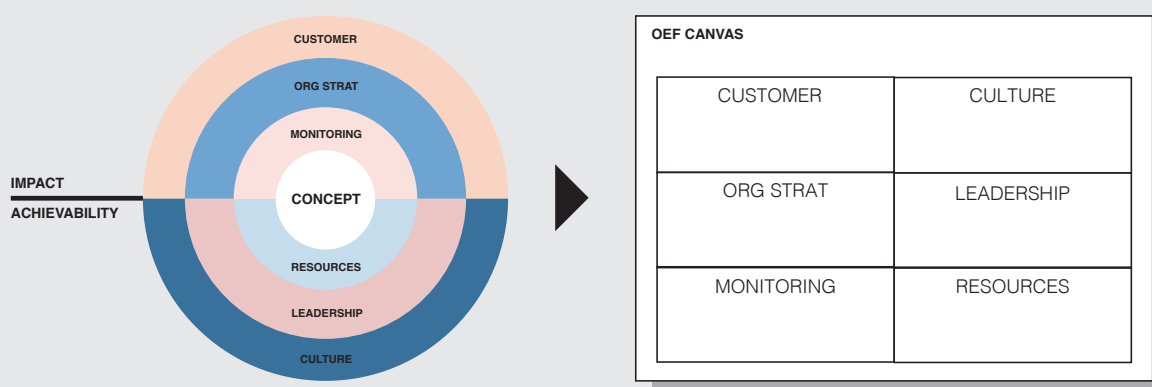 CUSTOMER
ORG STRAT
MONITORING
IMPACT
ACHIEVABILITY
CONCEPT
RESOURCES
LEADERSHIP
CULTURE
OEF CANVAS
CUSTOMER
CULTURE
ORG STRAT
LEADERSHIP
MONITORING
RESOURCES